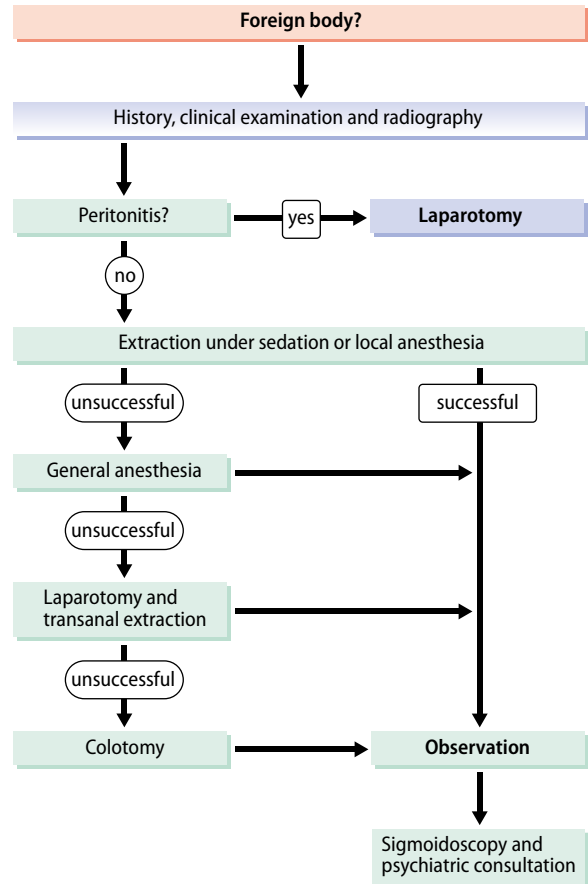 Foreign body?
History, clinical examination and radiography
Peritonitis?
yes
Laparotomy
no
Extraction under sedation or local anesthesia
unsuccessful
successful
General anesthesia
unsuccessful
Laparotomy and
transanal extraction
unsuccessful
Colotomy
Observation
Sigmoidoscopy and
psychiatric consultation